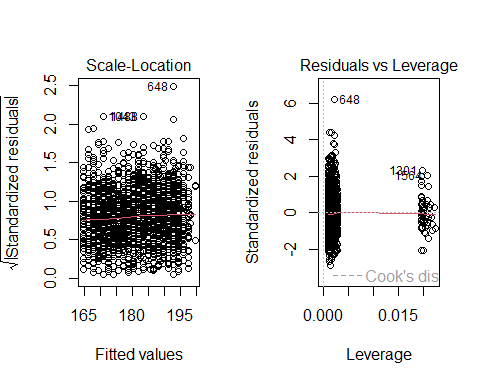 Scale-Location
√|Standardized residuals|
0.0 0.5 1.0 1.5 2.0 2.5
648
165 180 195
Fitted values
Residuals vs Leverage
Standardized residuals
-2 0 2 4 6
648
Cook's dis
0.000 0.015
Leverage